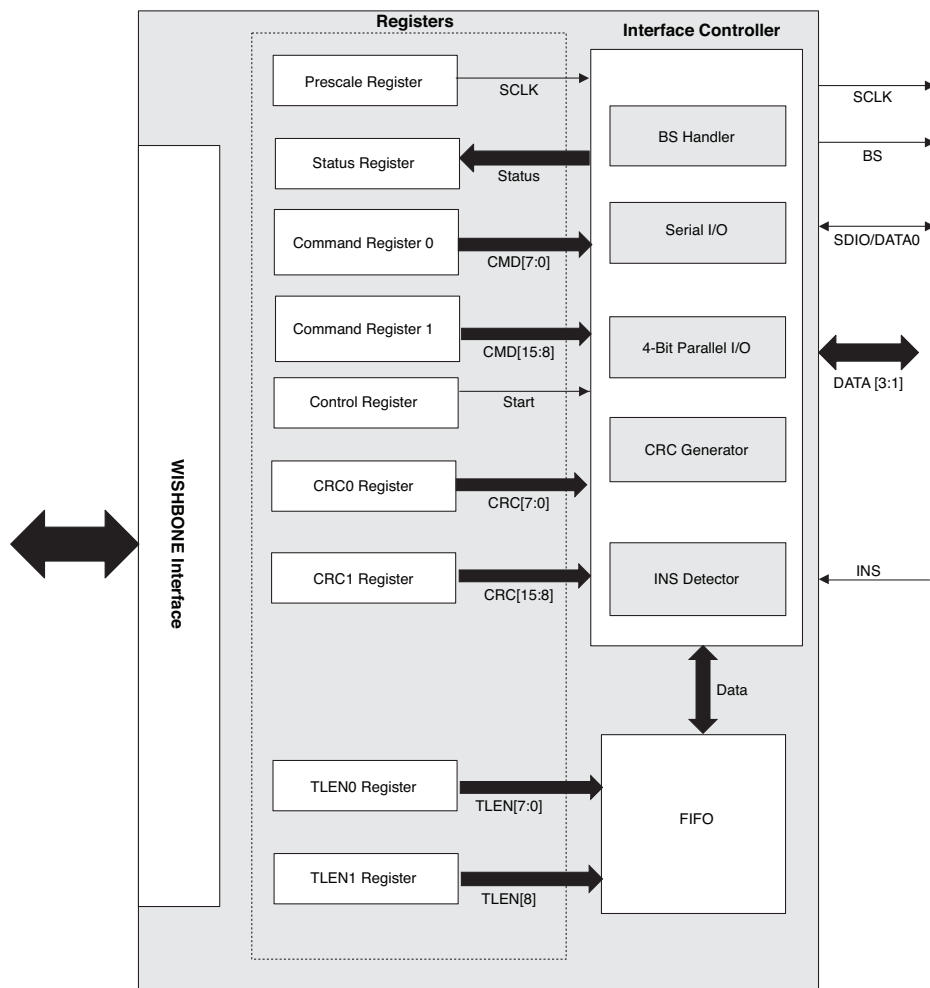 Registers
Interface Controller
Prescale Register
SCLK
SCLK
BS Handler
BS
Status Register
Status
Serial I/O
SDIO/DATA0
Command Register 0
CMD[7:0]
Command Register 1
CMD[15:8]
4-Bit Parallel I/O
DATA [3:1]
Control Register
Start
CRC Generator
CRC0 Register
CRC[7:0]
WISHBONE Interface
CRC1 Register
CRC[15:8]
INS Detector
INS
Data
TLEN0 Register
TLEN[7:0]
FIFO
TLEN1 Register
TLEN[8]